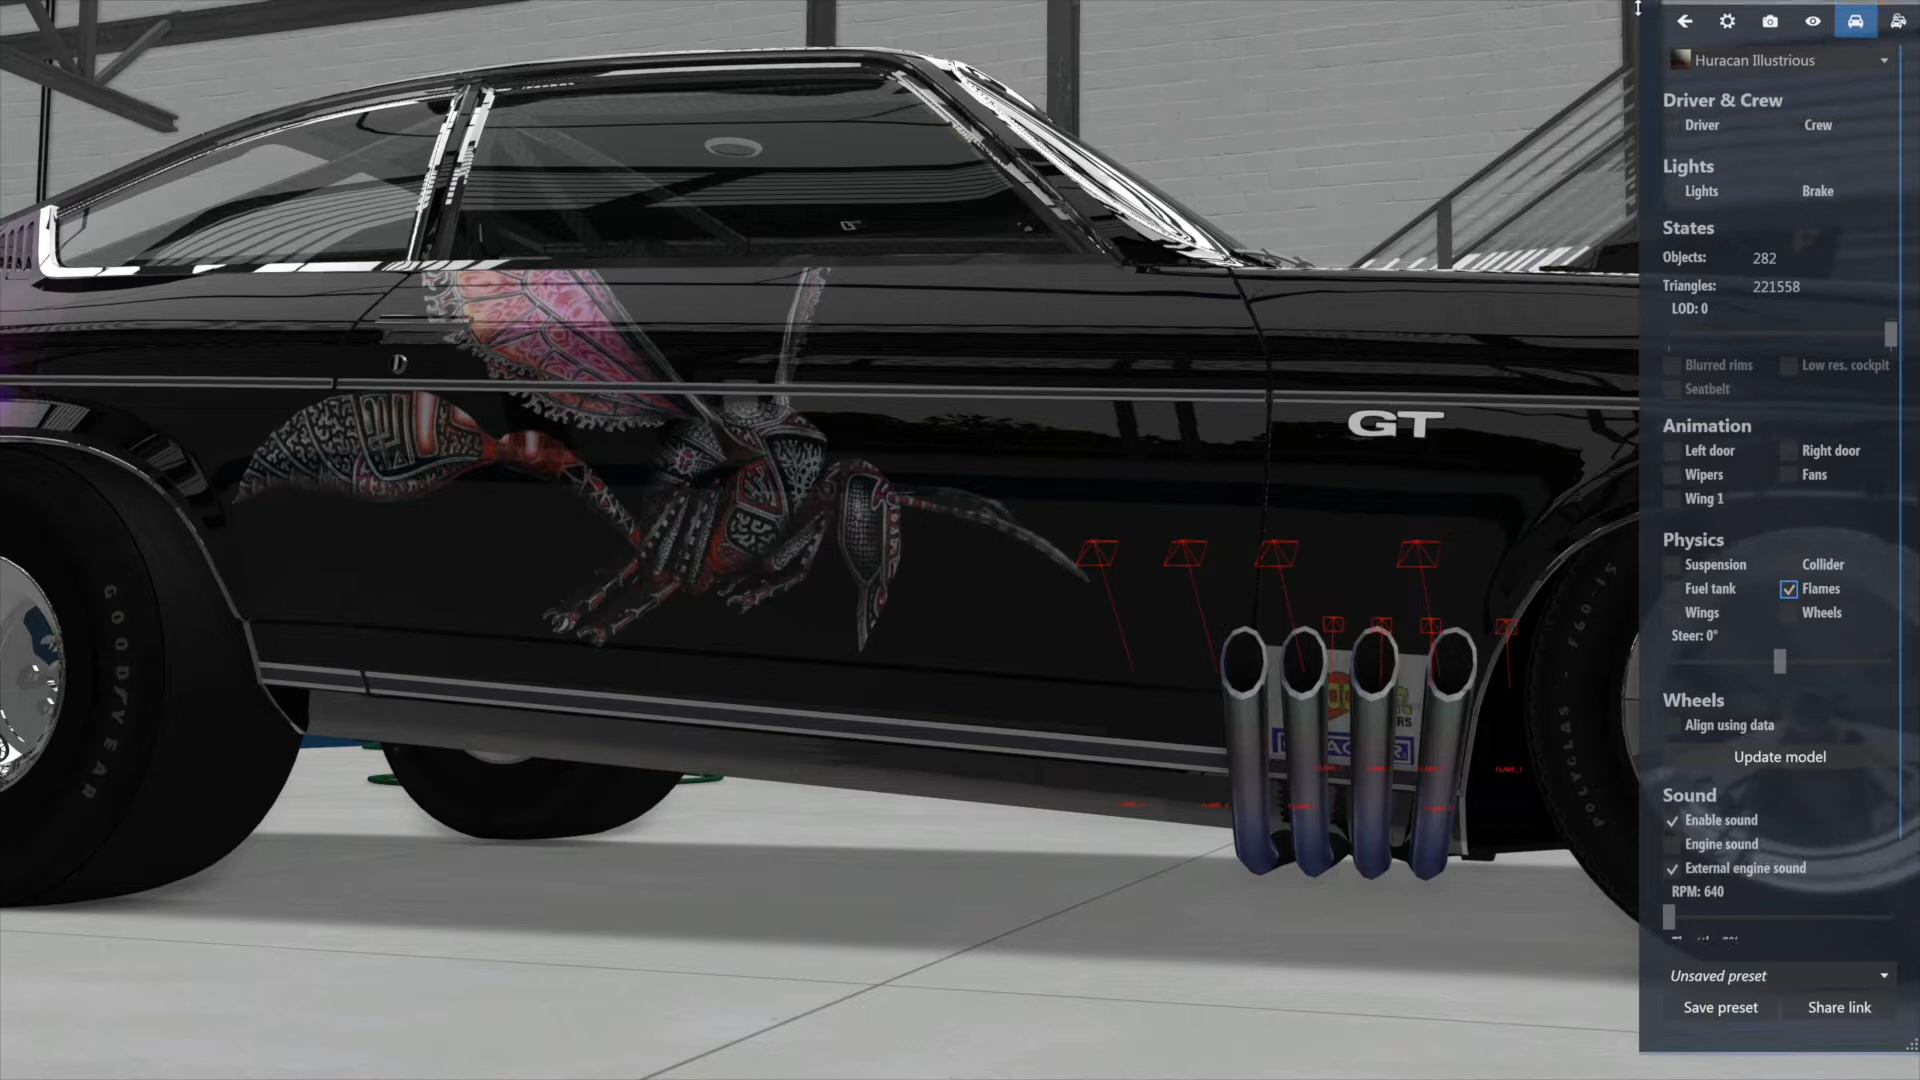 Huracan Illustrious
Driver & Crew
Driver Crew
Lights
Lights Brake
States
Objects: 282
Triangles: 221558
LOD: 0
Blurred rims Low res. cockpit
Seatbelt
Animation
Left door Right door
Wipers Fans
Wing 1
Physics
Suspension Collider
Fuel tank Flames
Wings Wheels
Steer: 0°
Wheels
Align using data
Update model
Sound
Enable sound
Engine sound
External engine sound
RPM: 640
Unsaved preset
Save preset Share link
D
GT
GOODYEAR
POLYGLAS - F60-15